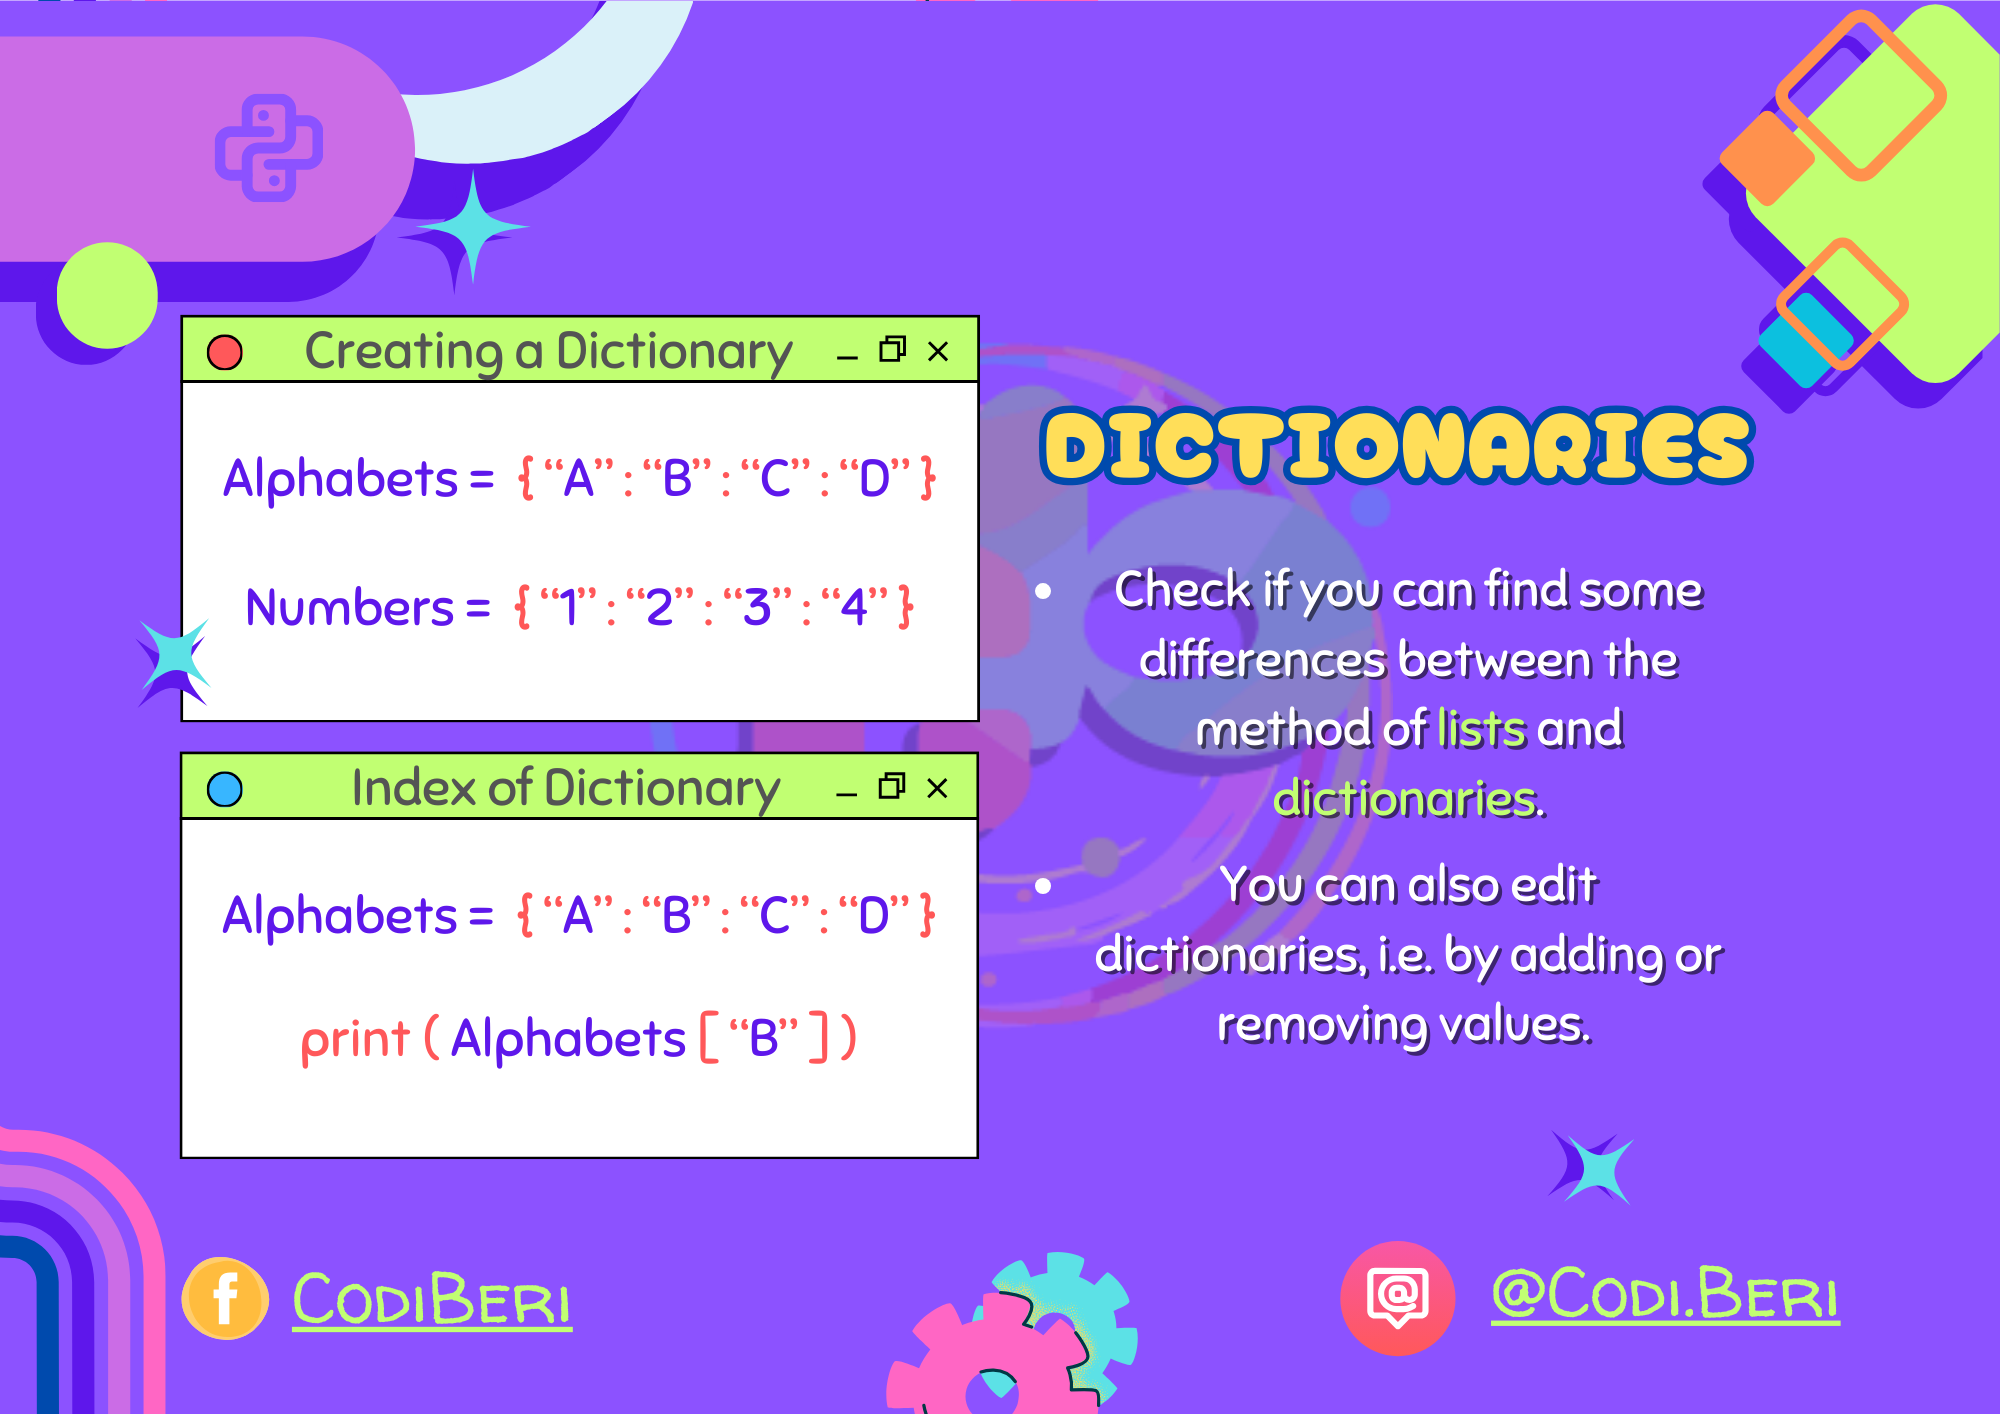 Creating a Dictionary
Alphabets = { “A” : “B” : “C” : “D” }
Numbers = { “1” : “2” : “3” : “4” }
Index of Dictionary
Alphabets = { “A” : “B” : “C” : “D” }
print ( Alphabets [ “B” ] )
DICTIONARIES
• Check if you can find some
differences between the
method of lists and
dictionaries.
• You can also edit
dictionaries, i.e. by adding or
removing values.
f CODIBERI
@ @CODI.BERI